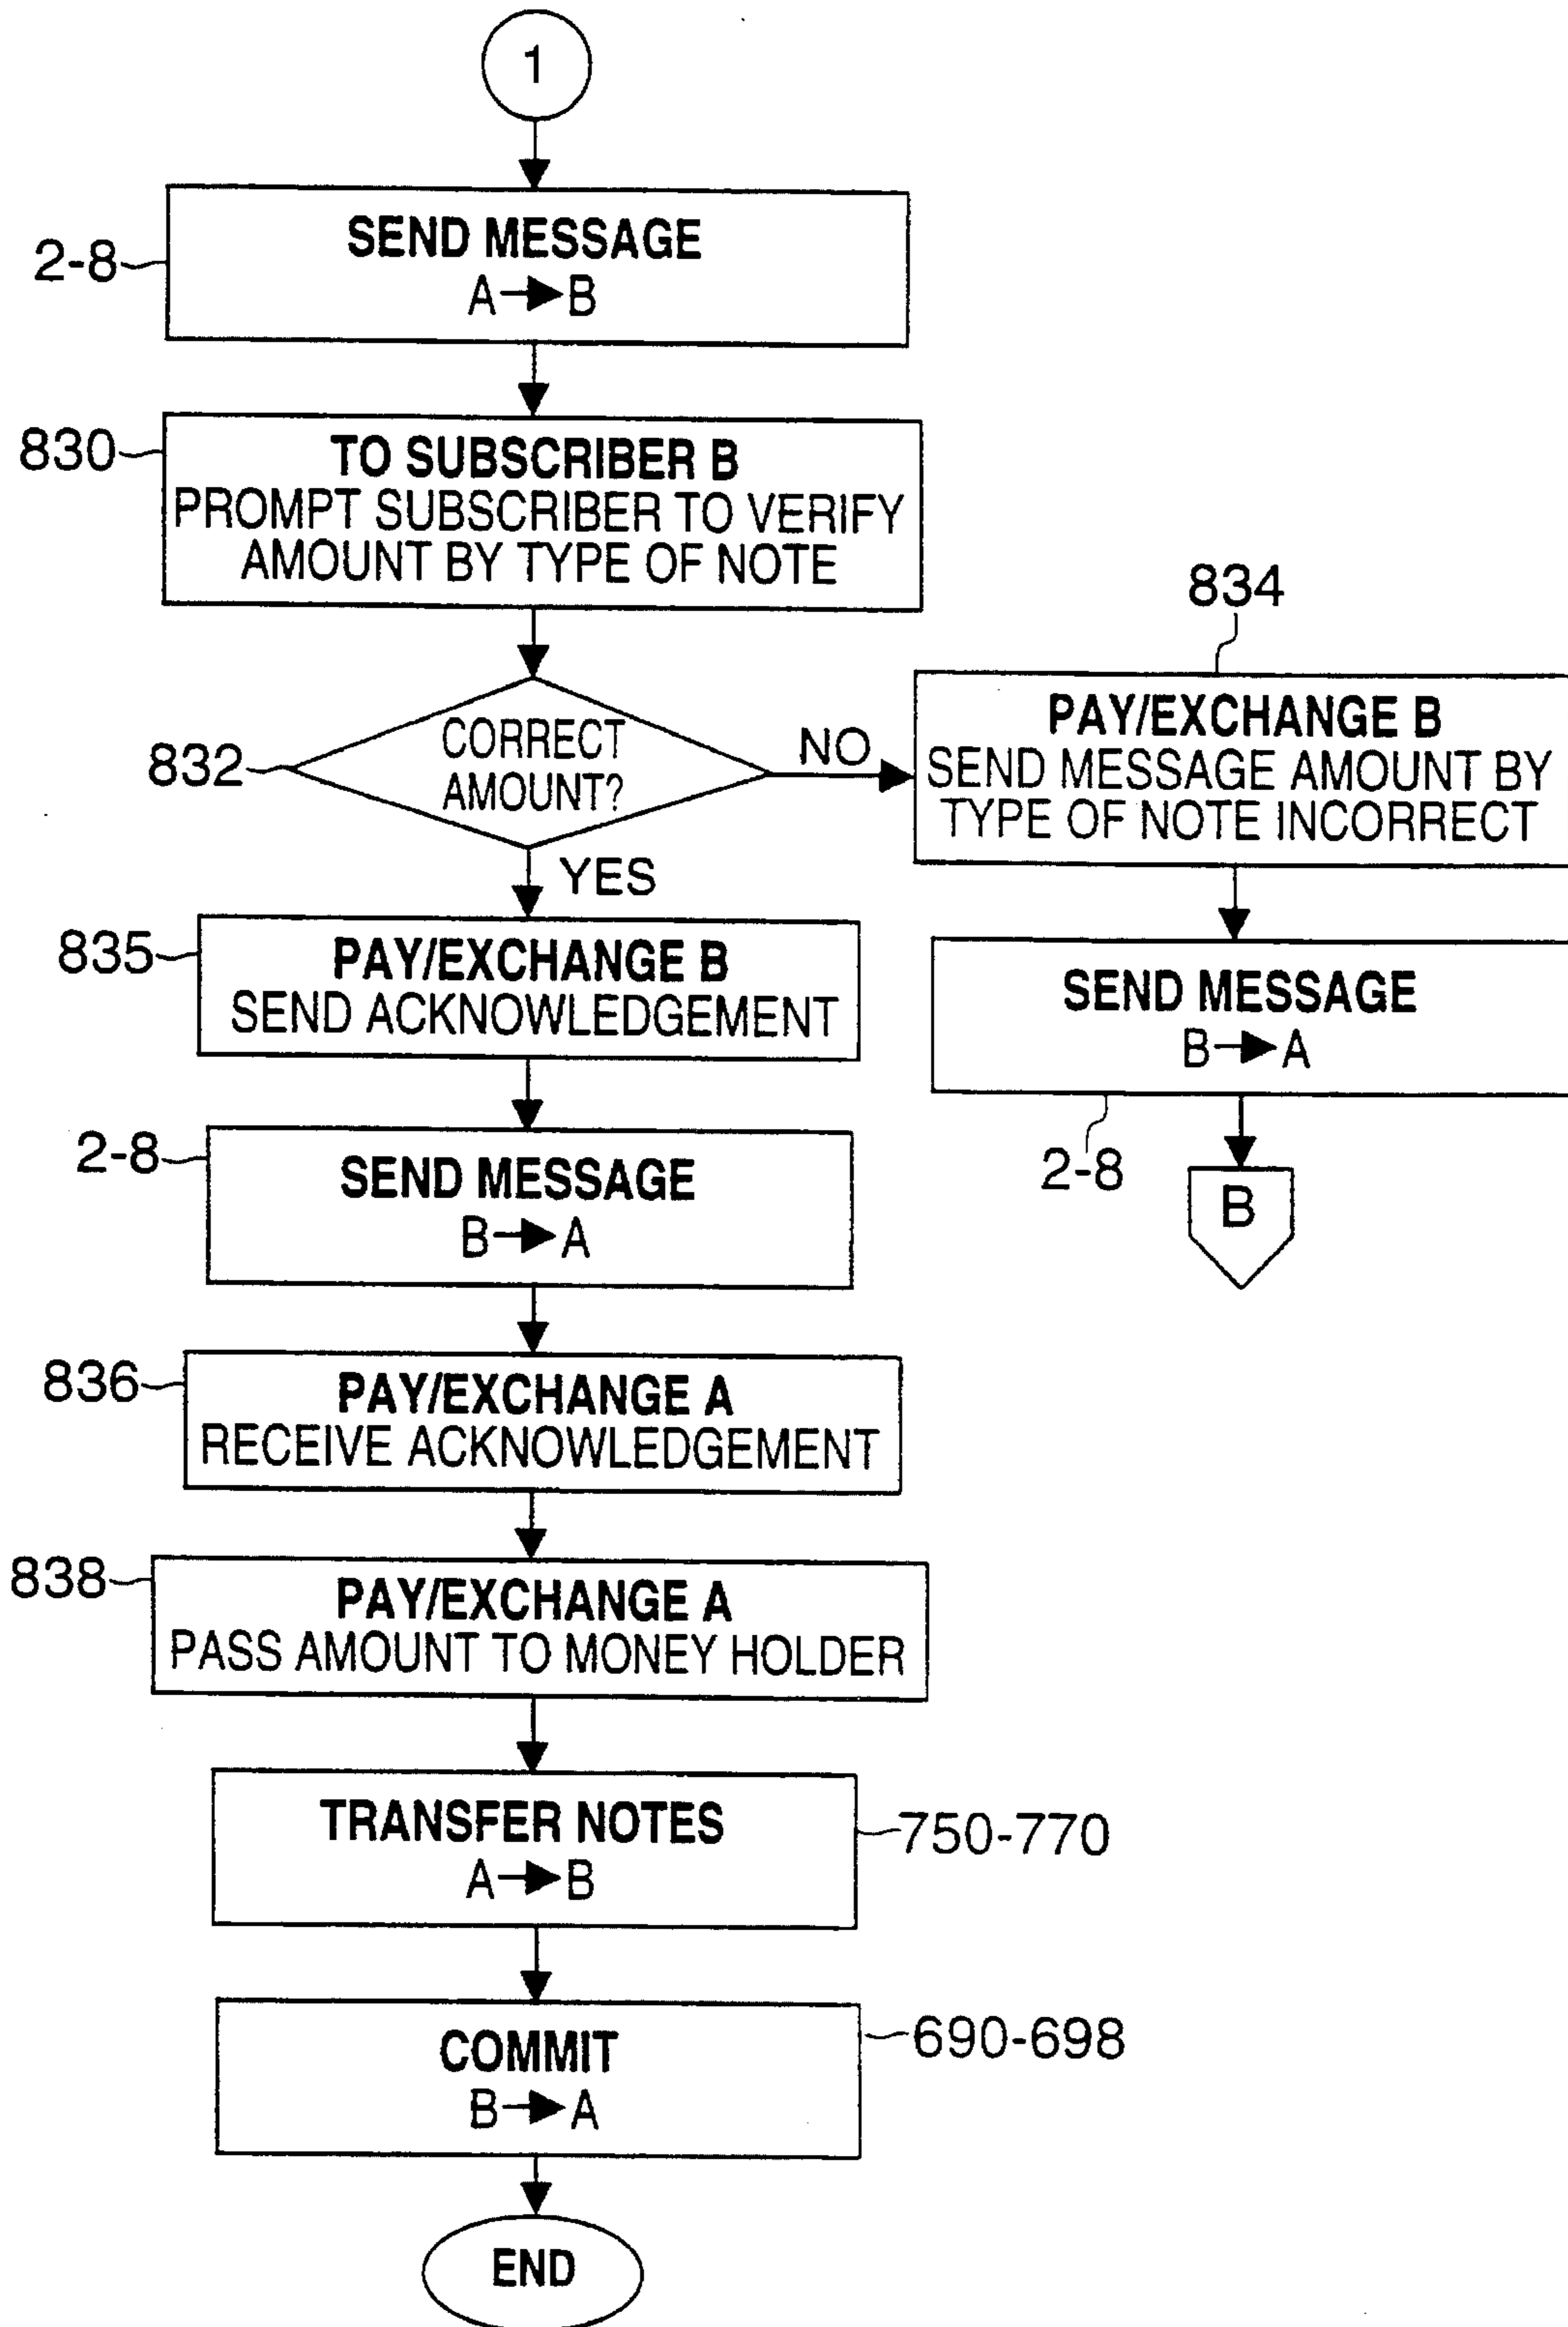 1
2-8
SEND MESSAGE
A→B
830
TO SUBSCRIBER B
PROMPT SUBSCRIBER TO VERIFY
AMOUNT BY TYPE OF NOTE
832
CORRECT
AMOUNT?
NO
YES
834
PAY/EXCHANGE B
SEND MESSAGE AMOUNT BY
TYPE OF NOTE INCORRECT
SEND MESSAGE
B→A
2-8
B
835
PAY/EXCHANGE B
SEND ACKNOWLEDGEMENT
2-8
SEND MESSAGE
B→A
836
PAY/EXCHANGE A
RECEIVE ACKNOWLEDGEMENT
838
PAY/EXCHANGE A
PASS AMOUNT TO MONEY HOLDER
TRANSFER NOTES
A→B
750-770
COMMIT
B→A
690-698
END